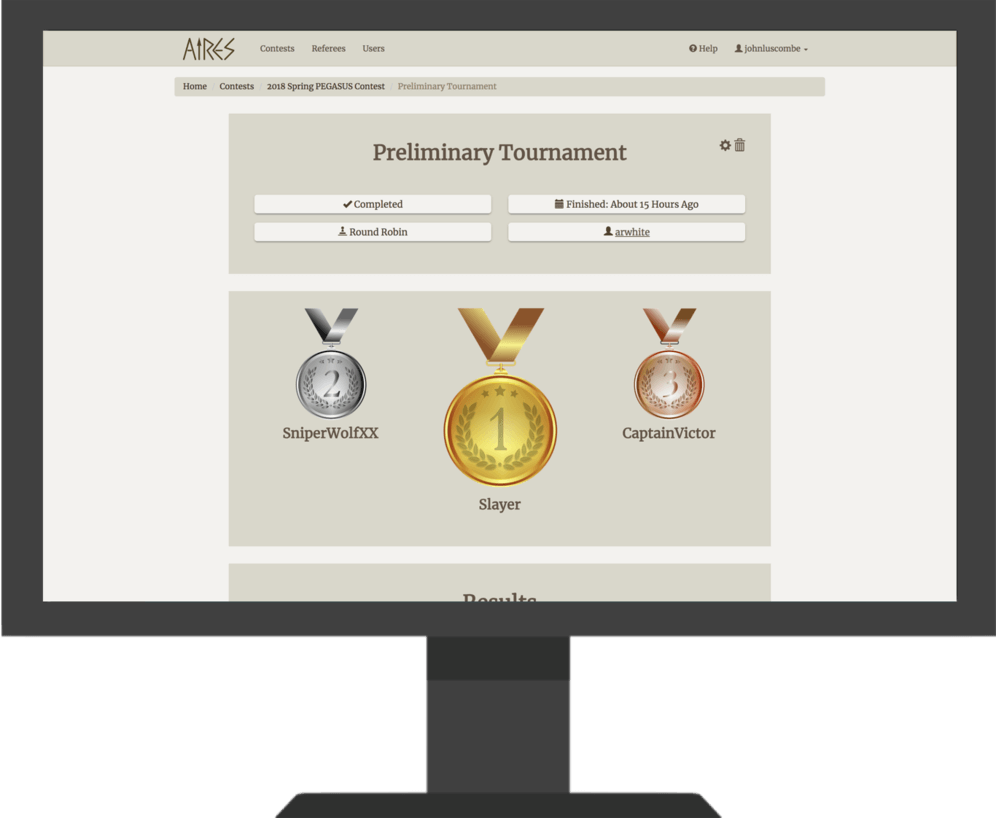 AIRES Contests Referees Users Help johnluscombe
Home / Contests / 2018 Spring PEGASUS Contest / Preliminary Tournament
Preliminary Tournament
Completed Finished: About 15 Hours Ago
Round Robin arwhite
2 1 3
SniperWolfXX CaptainVictor
Slayer
Results